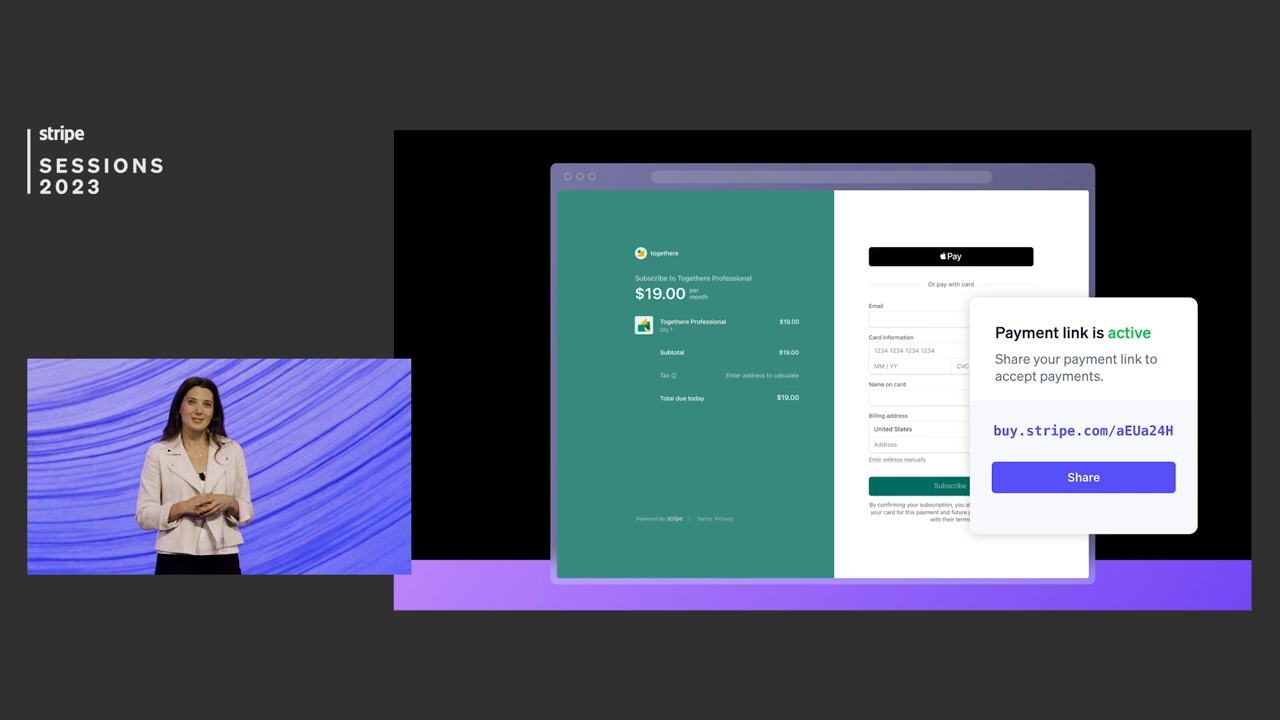 stripe
SESSIONS
2023
togethere
Subscribe to Togethere Professional
$19.00 per
month
Togethere Professional $19.00
Qty 1
Subtotal $19.00
Tax Enter address to calculate
Total due today $19.00
Powered by stripe | Terms Privacy
Pay
Or pay with card
Email
Card information
1234 1234 1234 1234
MM / YY CVC
Name on card
Billing address
United States
Address
Enter address manually
Subscribe
By confirming your subscription, you al
your card for this payment and future p
with their terms
Payment link is active
Share your payment link to
accept payments.
buy.stripe.com/aEUa24H
Share